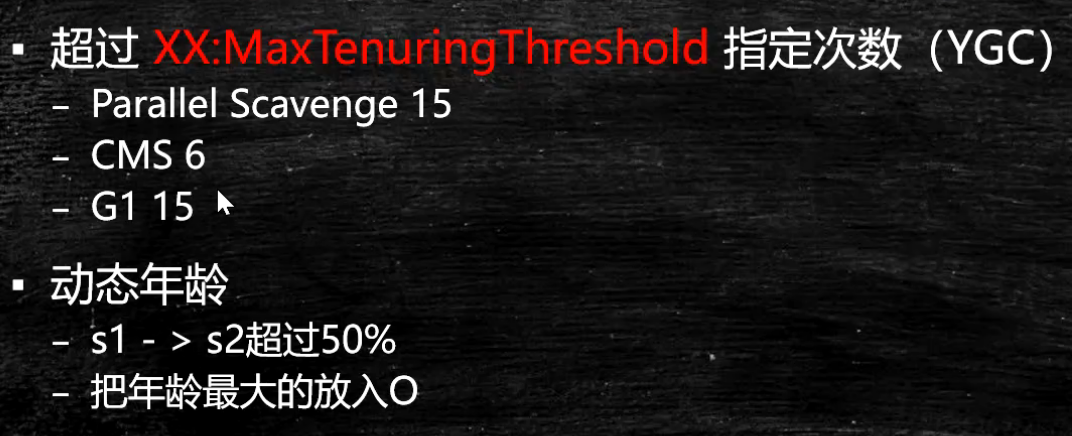 ▪ 超过 XX:MaxTenuringThreshold 指定次数（YGC）
– Parallel Scavenge 15
– CMS 6
– G1 15
▪ 动态年龄
– s1 - > s2超过50%
– 把年龄最大的放入O